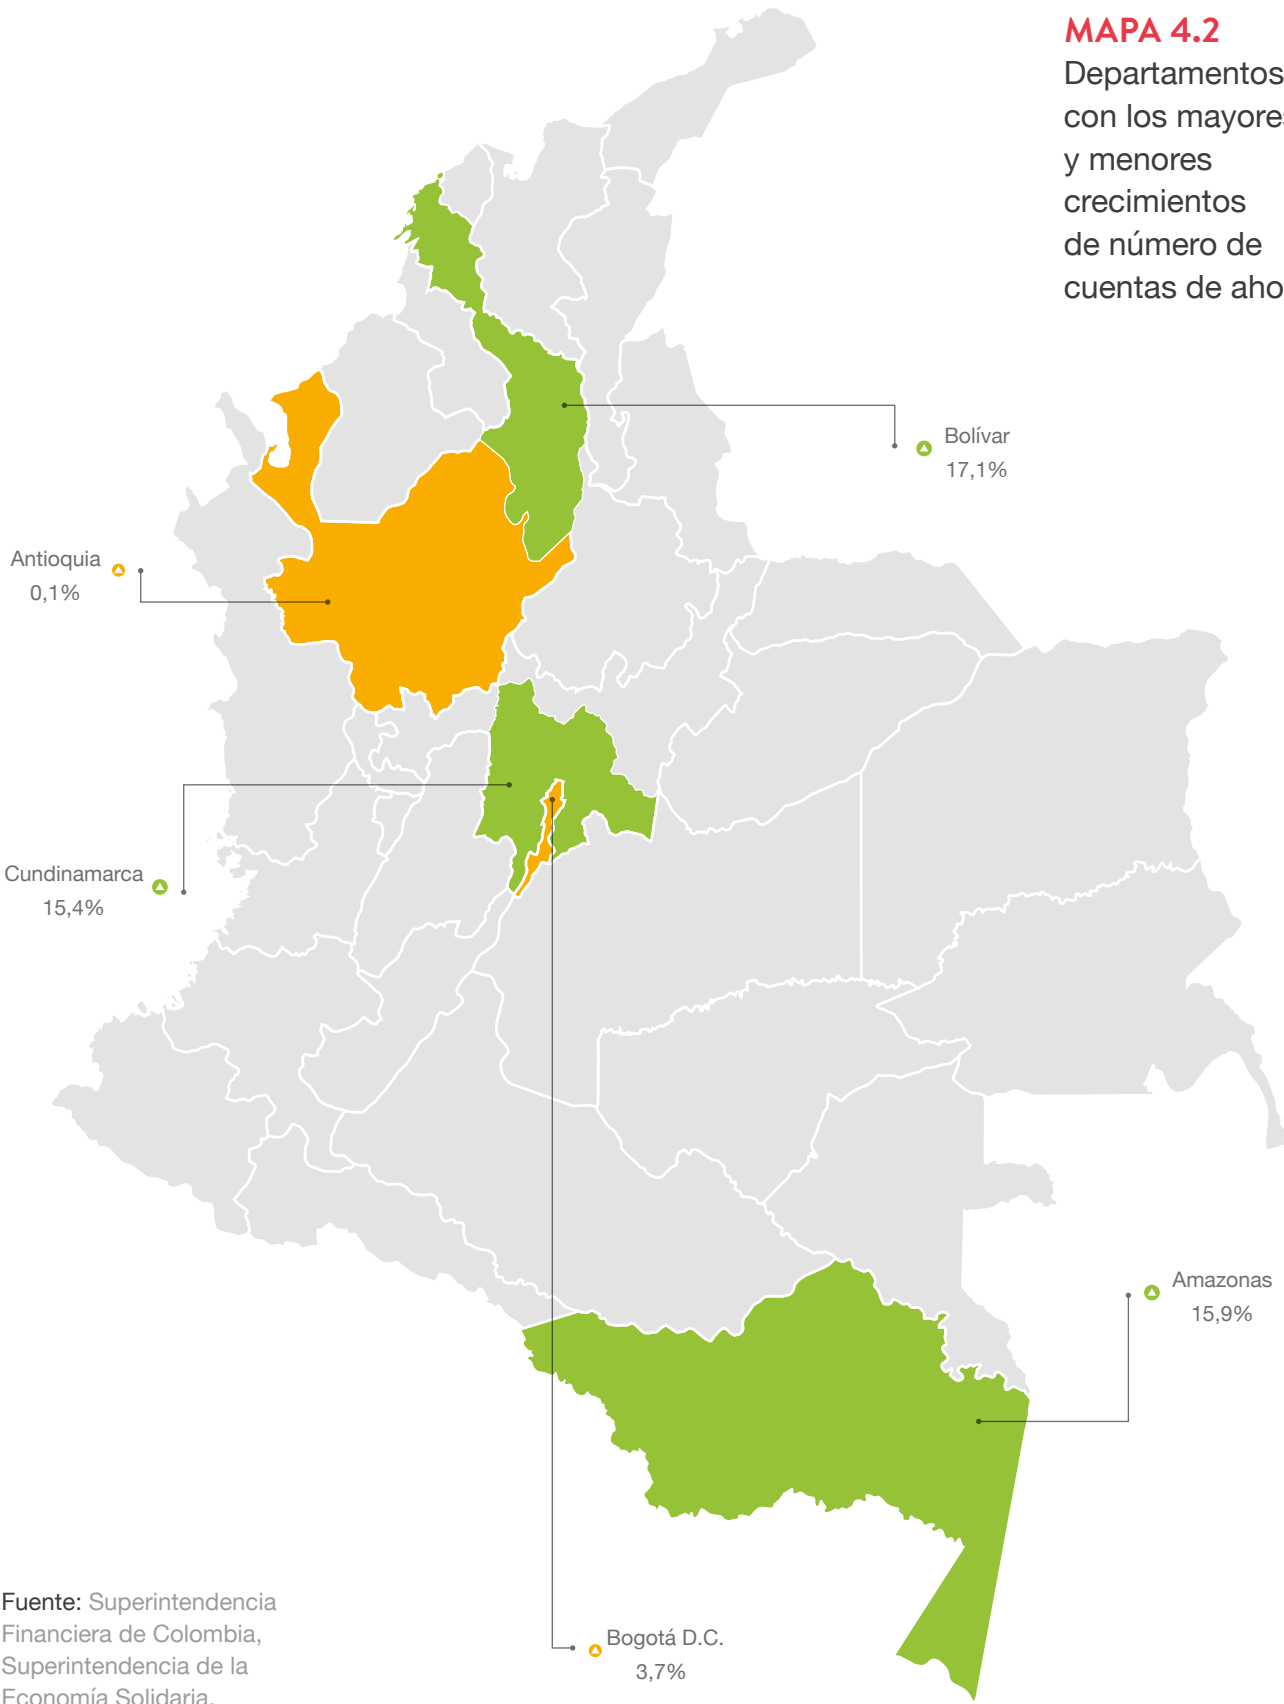 MAPA 4.2
Departamentos
con los mayores
y menores
crecimientos
de número de
cuentas de aho
Bolívar
17,1%
Antioquia
0,1%
Cundinamarca
15,4%
Amazonas
15,9%
Bogotá D.C.
3,7%
Fuente: Superintendencia
Financiera de Colombia,
Superintendencia de la
Economía Solidaria.